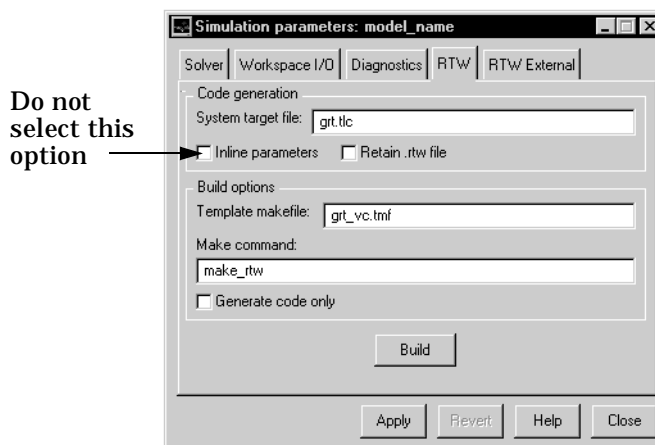 Simulation parameters: model_name
Solver Workspace I/O Diagnostics RTW RTW External
Do not
select this
option
Code generation
System target file: grt.tlc
Inline parameters Retain .rtw file
Build options
Template makefile: grt_vc.tmf
Make command:
make_rtw
Generate code only
Build
Apply Revert Help Close